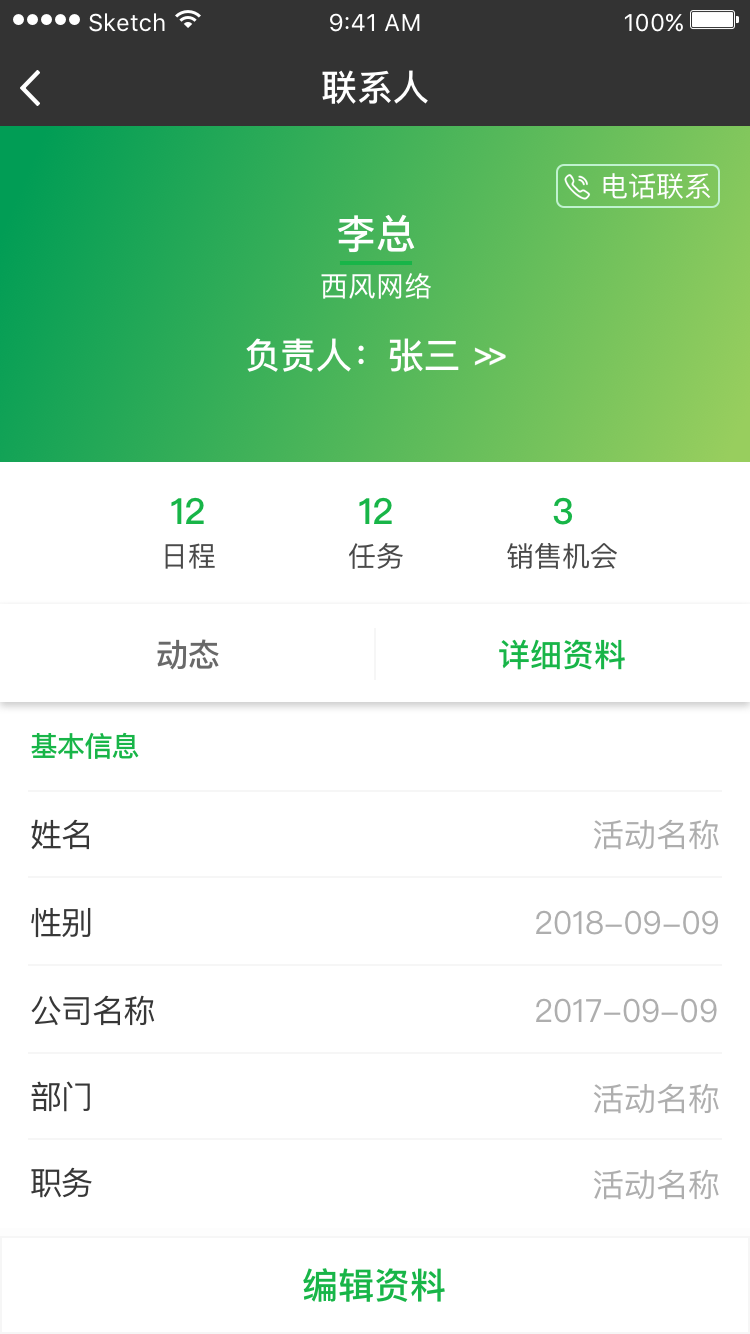 Sketch 9:41 AM 100%
联系人
电话联系
李总
西风网络
负责人：张三 >>
12 12 3
日程 任务 销售机会
动态 详细资料
基本信息
姓名 活动名称
性别 2018-09-09
公司名称 2017-09-09
部门 活动名称
职务 活动名称
编辑资料